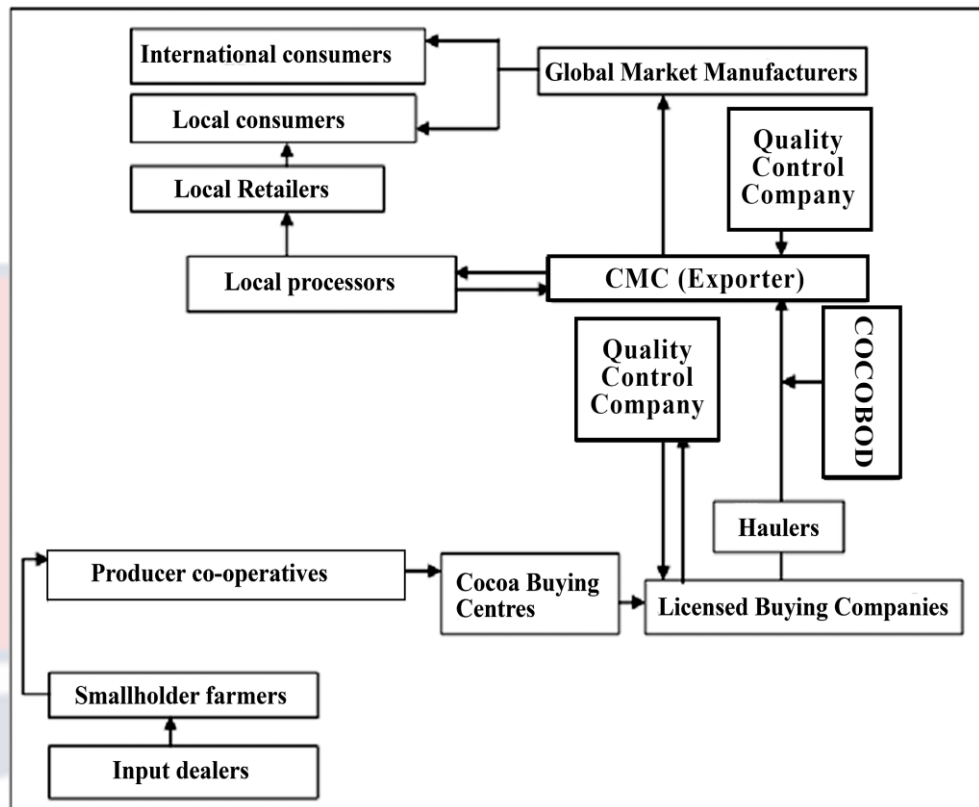 International consumers
Global Market Manufacturers
Local consumers
Quality
Control
Company
Local Retailers
Local processors
CMC (Exporter)
Quality
Control
Company
COCOBOD
Haulers
Producer co-operatives
Cocoa Buying
Centres
Licensed Buying Companies
Smallholder farmers
Input dealers